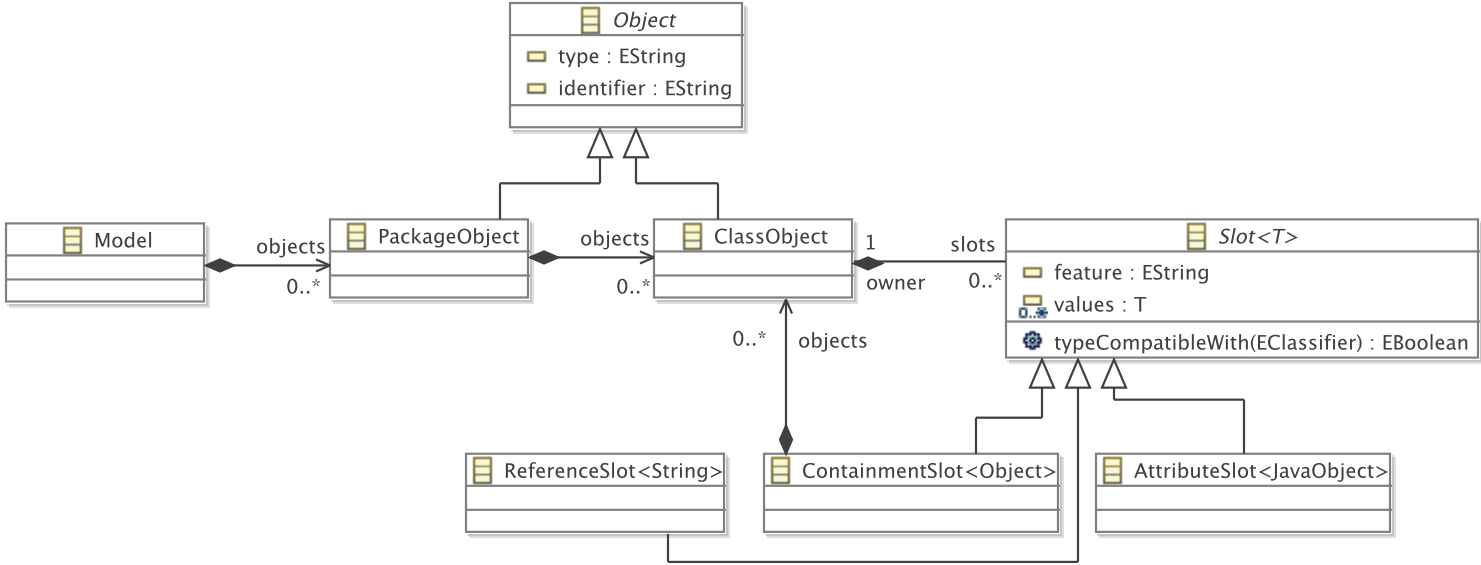 Object
type : EString
identifier : EString
Model
objects
0..*
PackageObject
objects
0..*
ClassObject
1
owner
slots
0..*
Slot<T>
feature : EString
0..*
values : T
typeCompatibleWith(EClassifier) : EBoolean
0..*
objects
ReferenceSlot<String>
ContainmentSlot<Object>
AttributeSlot<JavaObject>